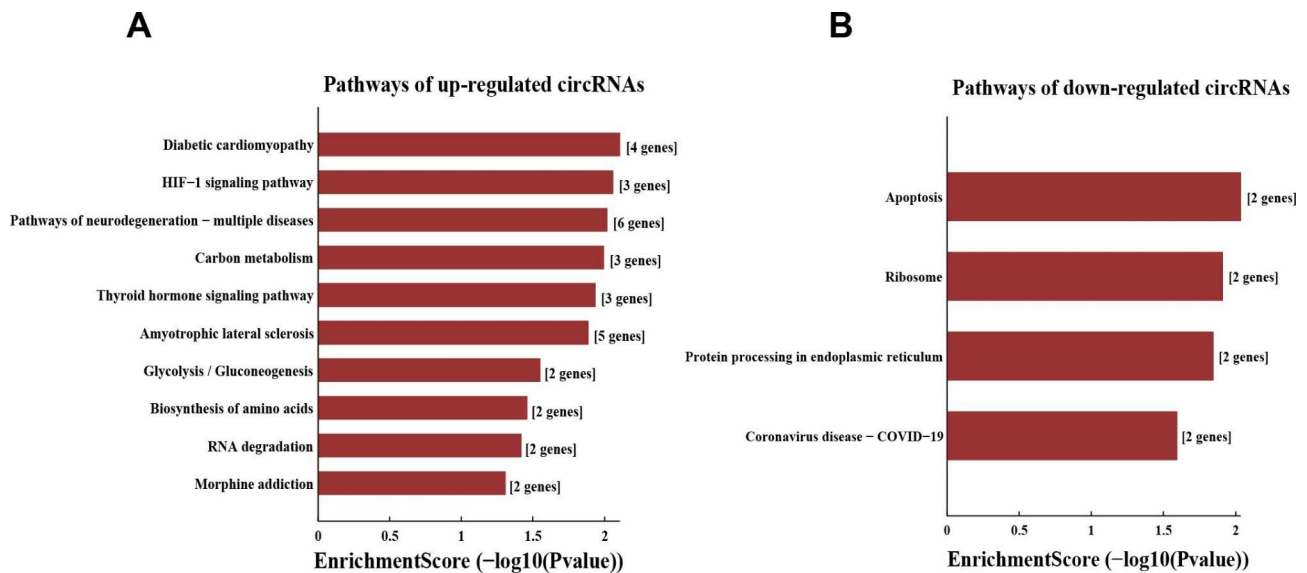 A
Pathways of up-regulated circRNAs
Diabetic cardiomyopathy [4 genes]
HIF−1 signaling pathway [3 genes]
Pathways of neurodegeneration − multiple diseases [6 genes]
Carbon metabolism [3 genes]
Thyroid hormone signaling pathway [3 genes]
Amyotrophic lateral sclerosis [5 genes]
Glycolysis / Gluconeogenesis [2 genes]
Biosynthesis of amino acids [2 genes]
RNA degradation [2 genes]
Morphine addiction [2 genes]
0 0.5 1 1.5 2
EnrichmentScore (−log10(Pvalue))
B
Pathways of down-regulated circRNAs
Apoptosis [2 genes]
Ribosome [2 genes]
Protein processing in endoplasmic reticulum [2 genes]
Coronavirus disease − COVID−19 [2 genes]
0 0.5 1 1.5 2
EnrichmentScore (−log10(Pvalue))